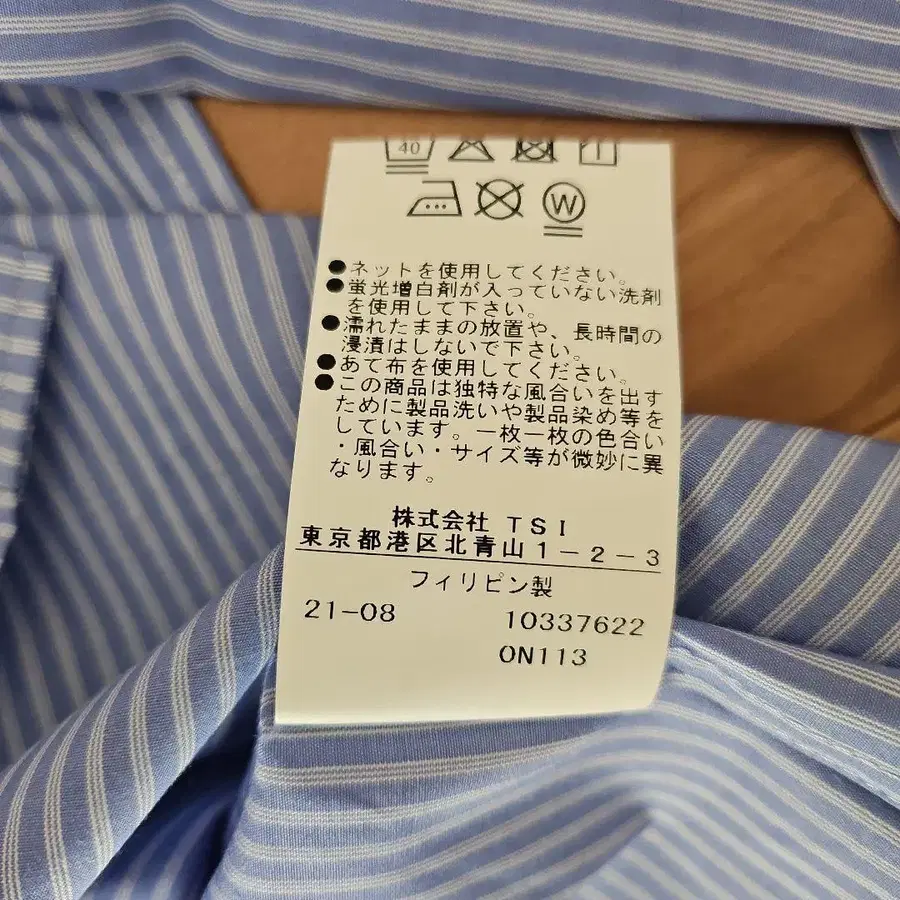 40
W
●ネットを使用してください。
●蛍光増白剤が入っていない洗剤
を使用して下さい。
●濡れたままの放置や、長時間の
浸漬はしないで下さい。
●あて布を使用してください。
●この商品は独特な風合いを出す
ために製品洗いや製品染め等を
しています。一枚一枚の色合い
・風合い・サイズ等が微妙に異
なります。
株式会社 TSI
東京都港区北青山1-2-3
フィリピン製
21-08 10337622
0N113